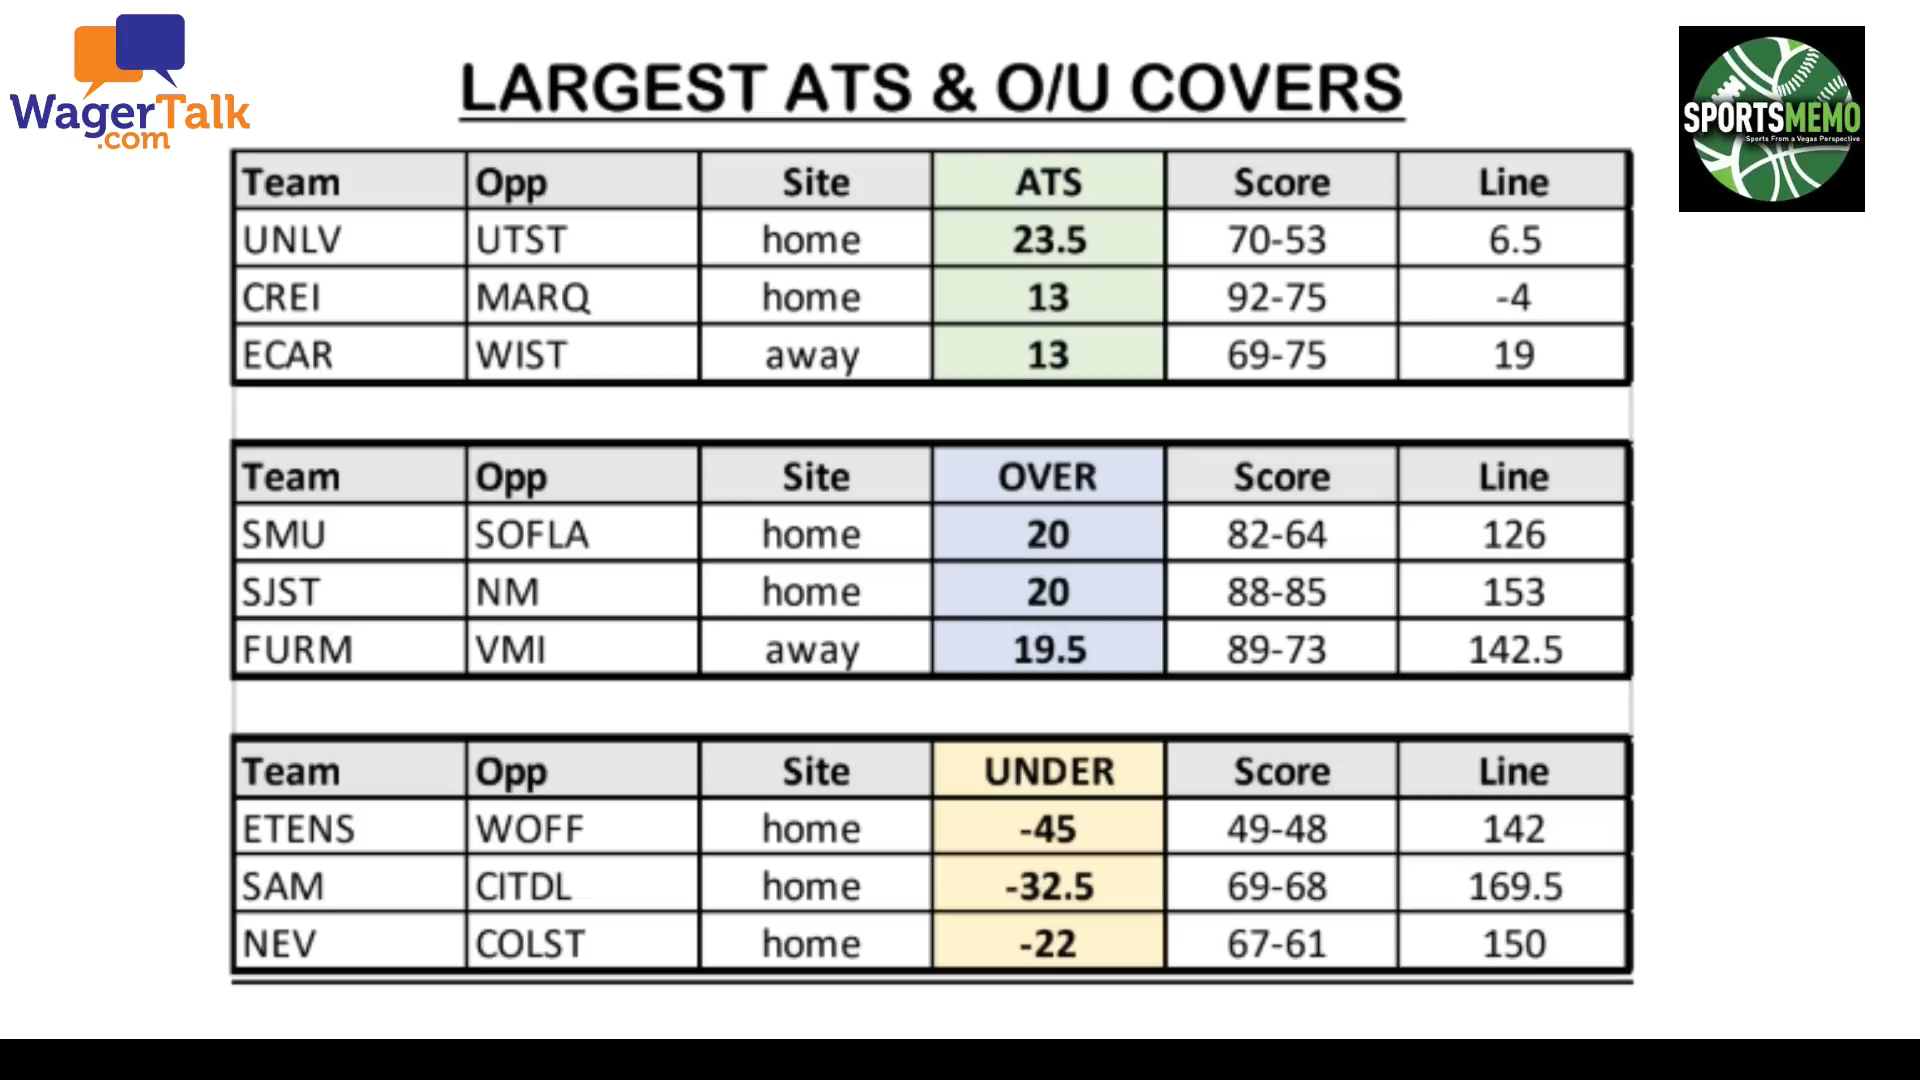 WagerTalk
.com
LARGEST ATS & O/U COVERS
SPORTSMEMO
Sports From a Vegas Perspective
Team Opp Site ATS Score Line
UNLV UTST home 23.5 70-53 6.5
CREI MARQ home 13 92-75 -4
ECAR WIST away 13 69-75 19
Team Opp Site OVER Score Line
SMU SOFLA home 20 82-64 126
SJST NM home 20 88-85 153
FURM VMI away 19.5 89-73 142.5
Team Opp Site UNDER Score Line
ETENS WOFF home -45 49-48 142
SAM CITDL home -32.5 69-68 169.5
NEV COLST home -22 67-61 150